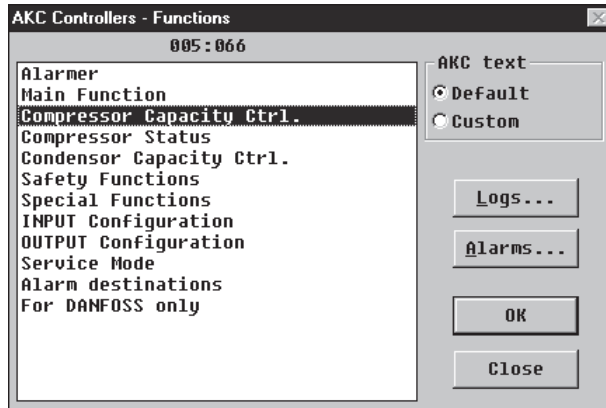 AKC Controllers - Functions
005:066
Alarmer
Main Function
Compressor Capacity Ctrl.
Compressor Status
Condensor Capacity Ctrl.
Safety Functions
Special Functions
INPUT Configuration
OUTPUT Configuration
Service Mode
Alarm destinations
For DANFOSS only
AKC text
Default
Custom
Logs...
Alarms...
OK
Close